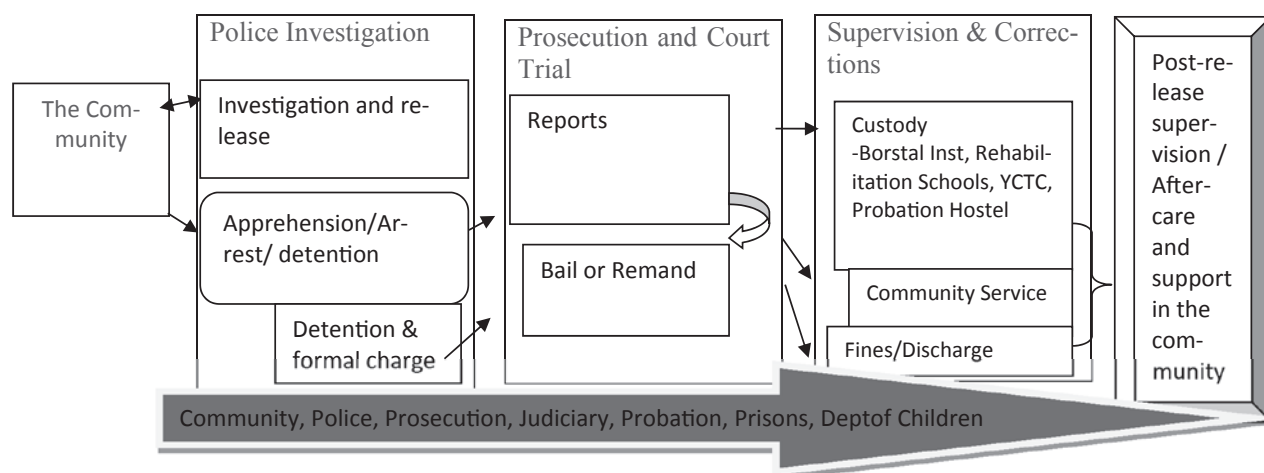 The Com-
munity
Police Investigation
Investigation and re-
lease
Apprehension/Ar-
rest/ detention
Detention &
formal charge
Prosecution and Court
Trial
Reports
Bail or Remand
Supervision & Correc-
tions
Custody
-Borstal Inst, Rehabil-
itation Schools, YCTC,
Probation Hostel
Community Service
Fines/Discharge
Post-re-
lease
super-
vision /
After-
care
and
support
in the
com-
munity
Community, Police, Prosecution, Judiciary, Probation, Prisons, Deptof Children